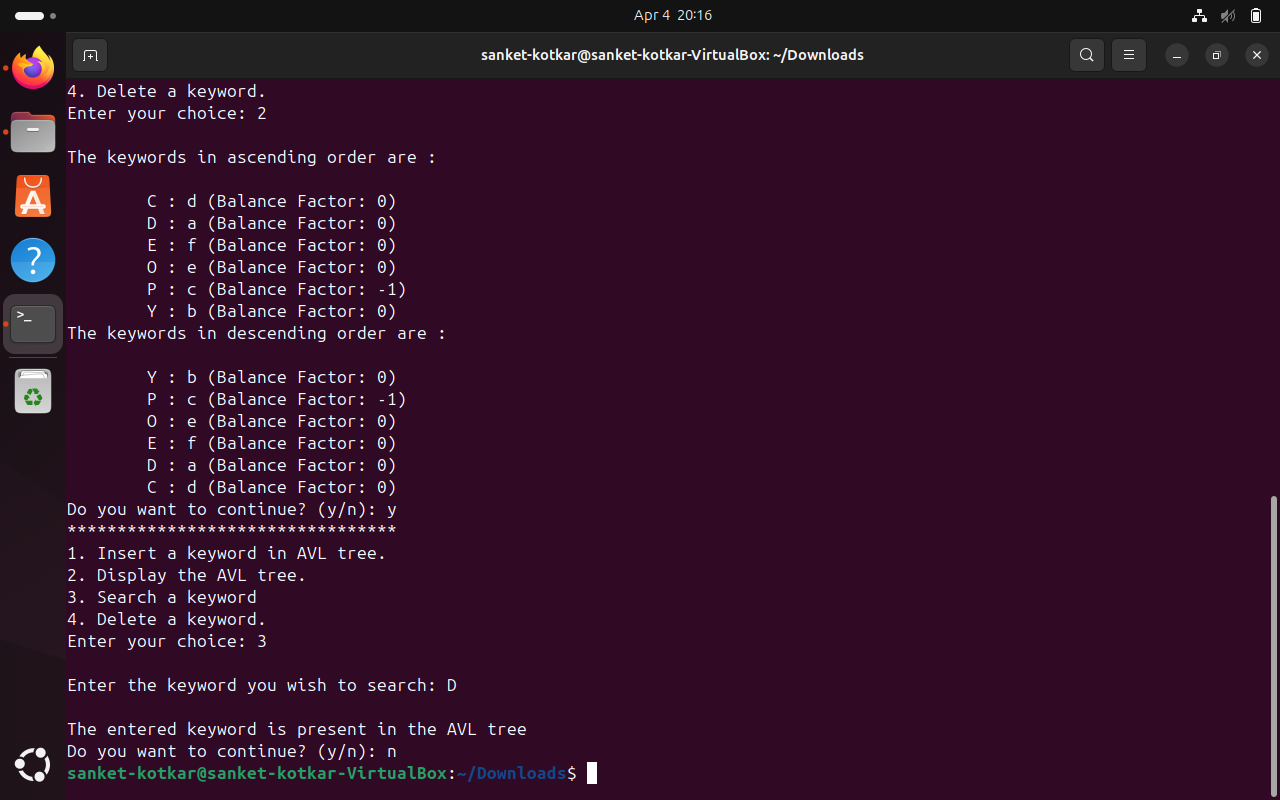 Apr 4 20:16
sanket-kotkar@sanket-kotkar-VirtualBox: ~/Downloads
4. Delete a keyword.
Enter your choice: 2
The keywords in ascending order are :
C : d (Balance Factor: 0)
D : a (Balance Factor: 0)
E : f (Balance Factor: 0)
O : e (Balance Factor: 0)
P : c (Balance Factor: -1)
Y : b (Balance Factor: 0)
The keywords in descending order are :
Y : b (Balance Factor: 0)
P : c (Balance Factor: -1)
O : e (Balance Factor: 0)
E : f (Balance Factor: 0)
D : a (Balance Factor: 0)
C : d (Balance Factor: 0)
Do you want to continue? (y/n): y
*********************************
1. Insert a keyword in AVL tree.
2. Display the AVL tree.
3. Search a keyword
4. Delete a keyword.
Enter your choice: 3
Enter the keyword you wish to search: D
The entered keyword is present in the AVL tree
Do you want to continue? (y/n): n
sanket-kotkar@sanket-kotkar-VirtualBox:~/Downloads$